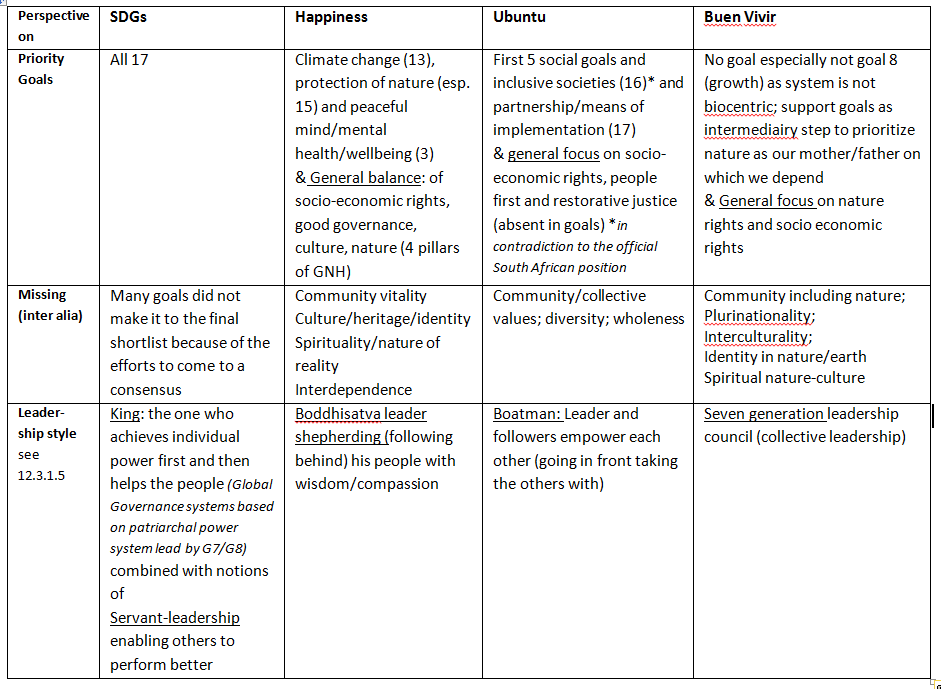 Perspective
on
SDGs
Happiness
Ubuntu
Buen Vivir
Priority
Goals
All 17
Climate change (13),
protection of nature (esp.
15) and peaceful
mind/mental
health/wellbeing (3)
& General balance: of
socio-economic rights,
good governance,
culture, nature (4 pillars
of GNH)
First 5 social goals and
inclusive societies (16)* and
partnership/means of
implementation (17)
& general focus on socio-
economic rights, people
first and restorative justice
(absent in goals) *in
contradiction to the official
South African position
No goal especially not goal 8
(growth) as system is not
biocentric; support goals as
intermediairy step to prioritize
nature as our mother/father on
which we depend
& General focus on nature
rights and socio economic
rights
Missing
(inter alia)
Many goals did not
make it to the final
shortlist because of the
efforts to come to a
consensus
Community vitality
Culture/heritage/identity
Spirituality/nature of
reality
Interdependence
Community/collective
values; diversity; wholeness
Community including nature;
Plurinationality;
Interculturality;
Identity in nature/earth
Spiritual nature-culture
Leader-
ship style
see
12.3.1.5
King: the one who
achieves individual
power first and then
helps the people (Global
Governance systems based
on patriarchal power
system lead by G7/G8)
combined with notions
of
Servant-leadership
enabling others to
perform better
Boddhisatva leader
shepherding (following
behind) his people with
wisdom/compassion
Boatman: Leader and
followers empower each
other (going in front taking
the others with)
Seven generation leadership
council (collective leadership)